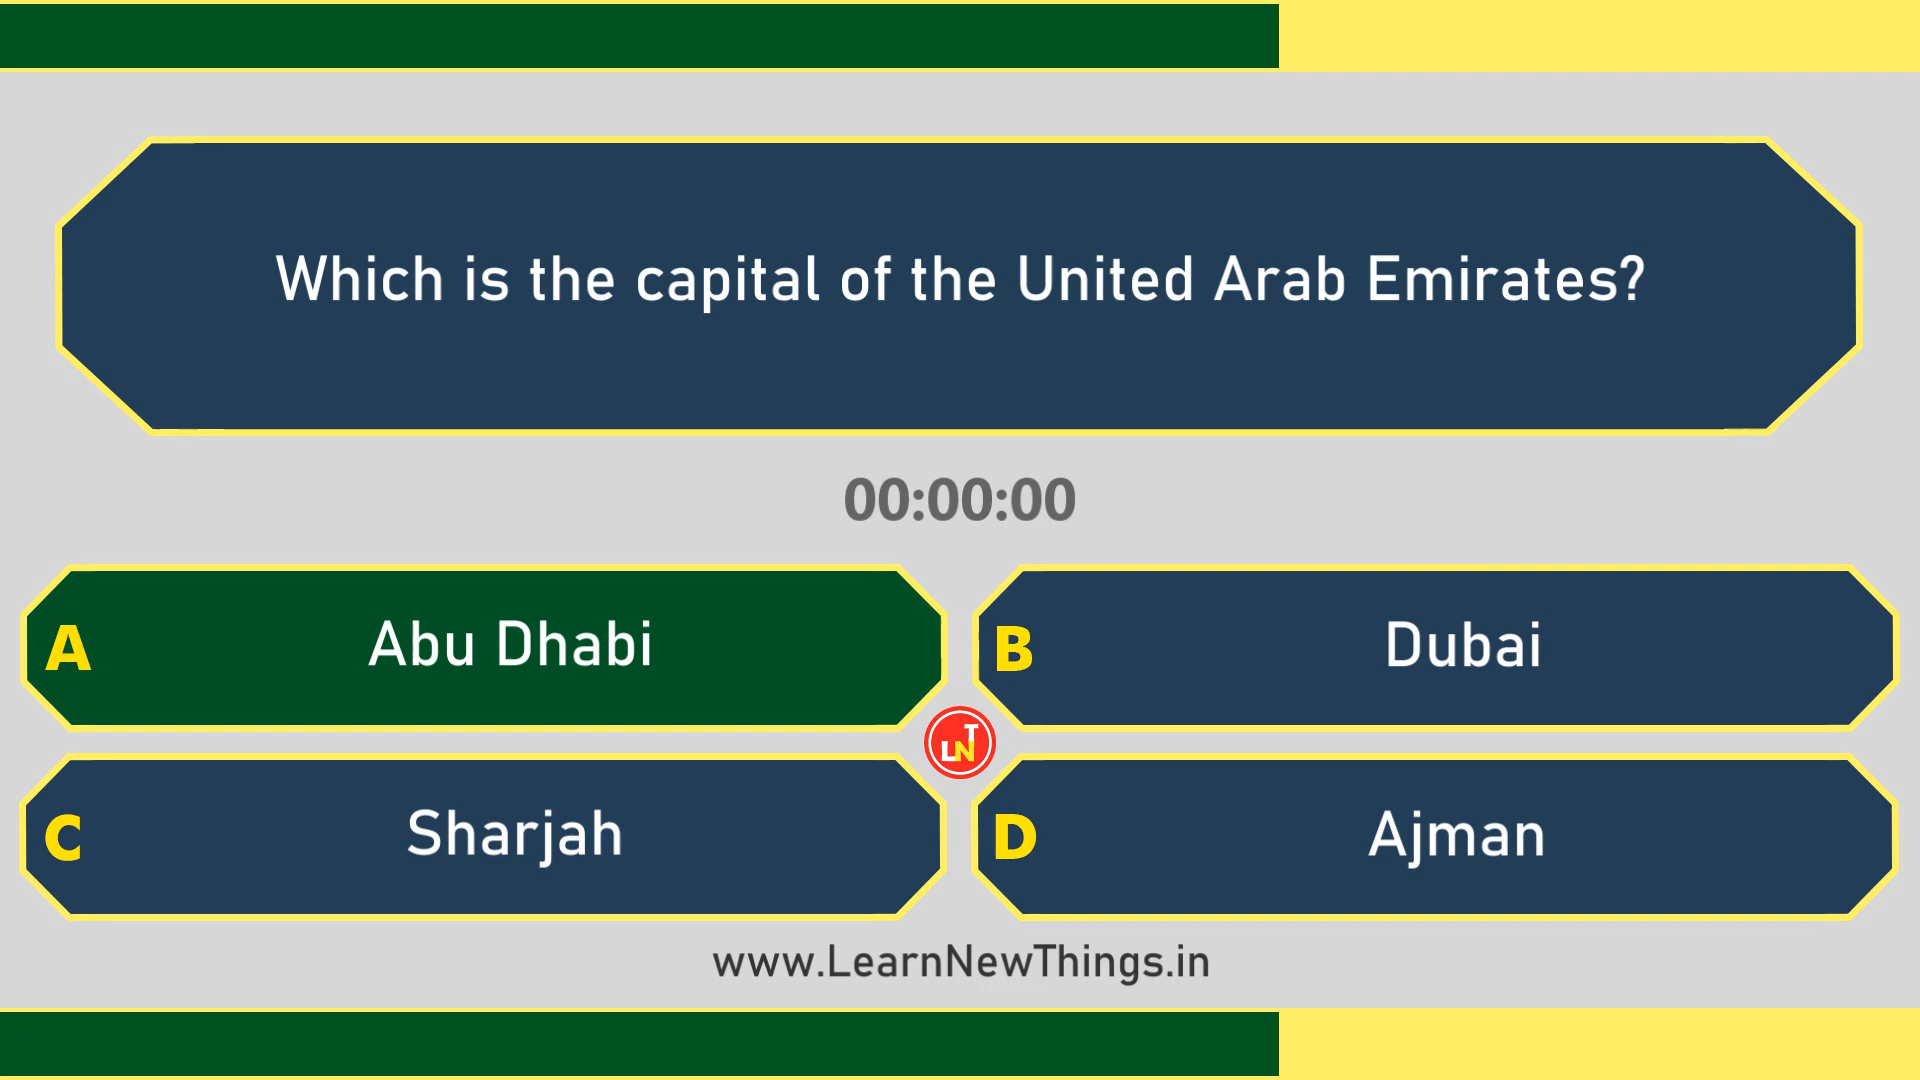 Which is the capital of the United Arab Emirates?
00:00:00
A Abu Dhabi
B Dubai
LNT
C Sharjah
D Ajman
www.LearnNewThings.in